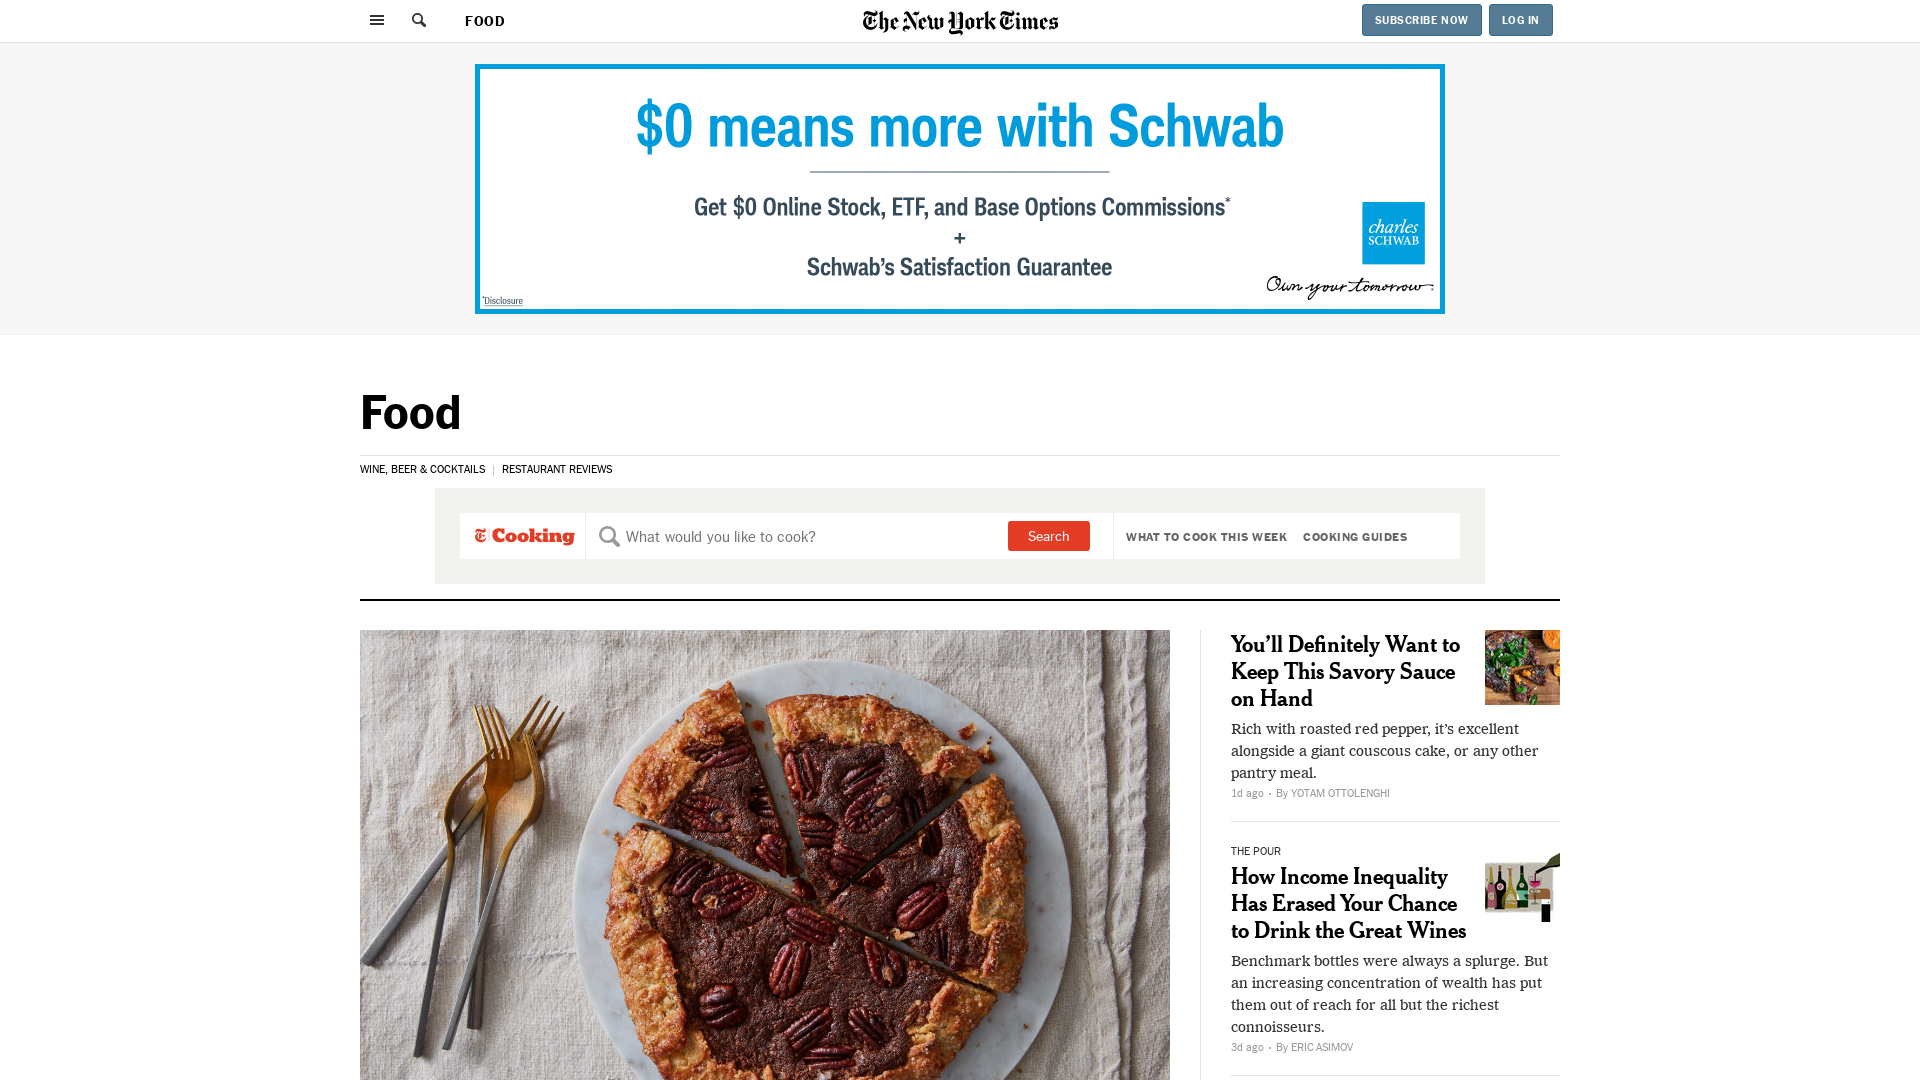 FOOD
The New York Times
SUBSCRIBE NOW
LOG IN
$0 means more with Schwab
Get $0 Online Stock, ETF, and Base Options Commissions*
+
Schwab’s Satisfaction Guarantee
charles
SCHWAB
Own your tomorrow
*Disclosure
Food
WINE, BEER & COCKTAILS | RESTAURANT REVIEWS
T Cooking
What would you like to cook?
Search
WHAT TO COOK THIS WEEK
COOKING GUIDES
You’ll Definitely Want to
Keep This Savory Sauce
on Hand
Rich with roasted red pepper, it’s excellent
alongside a giant couscous cake, or any other
pantry meal.
1d ago • By YOTAM OTTOLENGHI
THE POUR
How Income Inequality
Has Erased Your Chance
to Drink the Great Wines
Benchmark bottles were always a splurge. But
an increasing concentration of wealth has put
them out of reach for all but the richest
connoisseurs.
3d ago • By ERIC ASIMOV